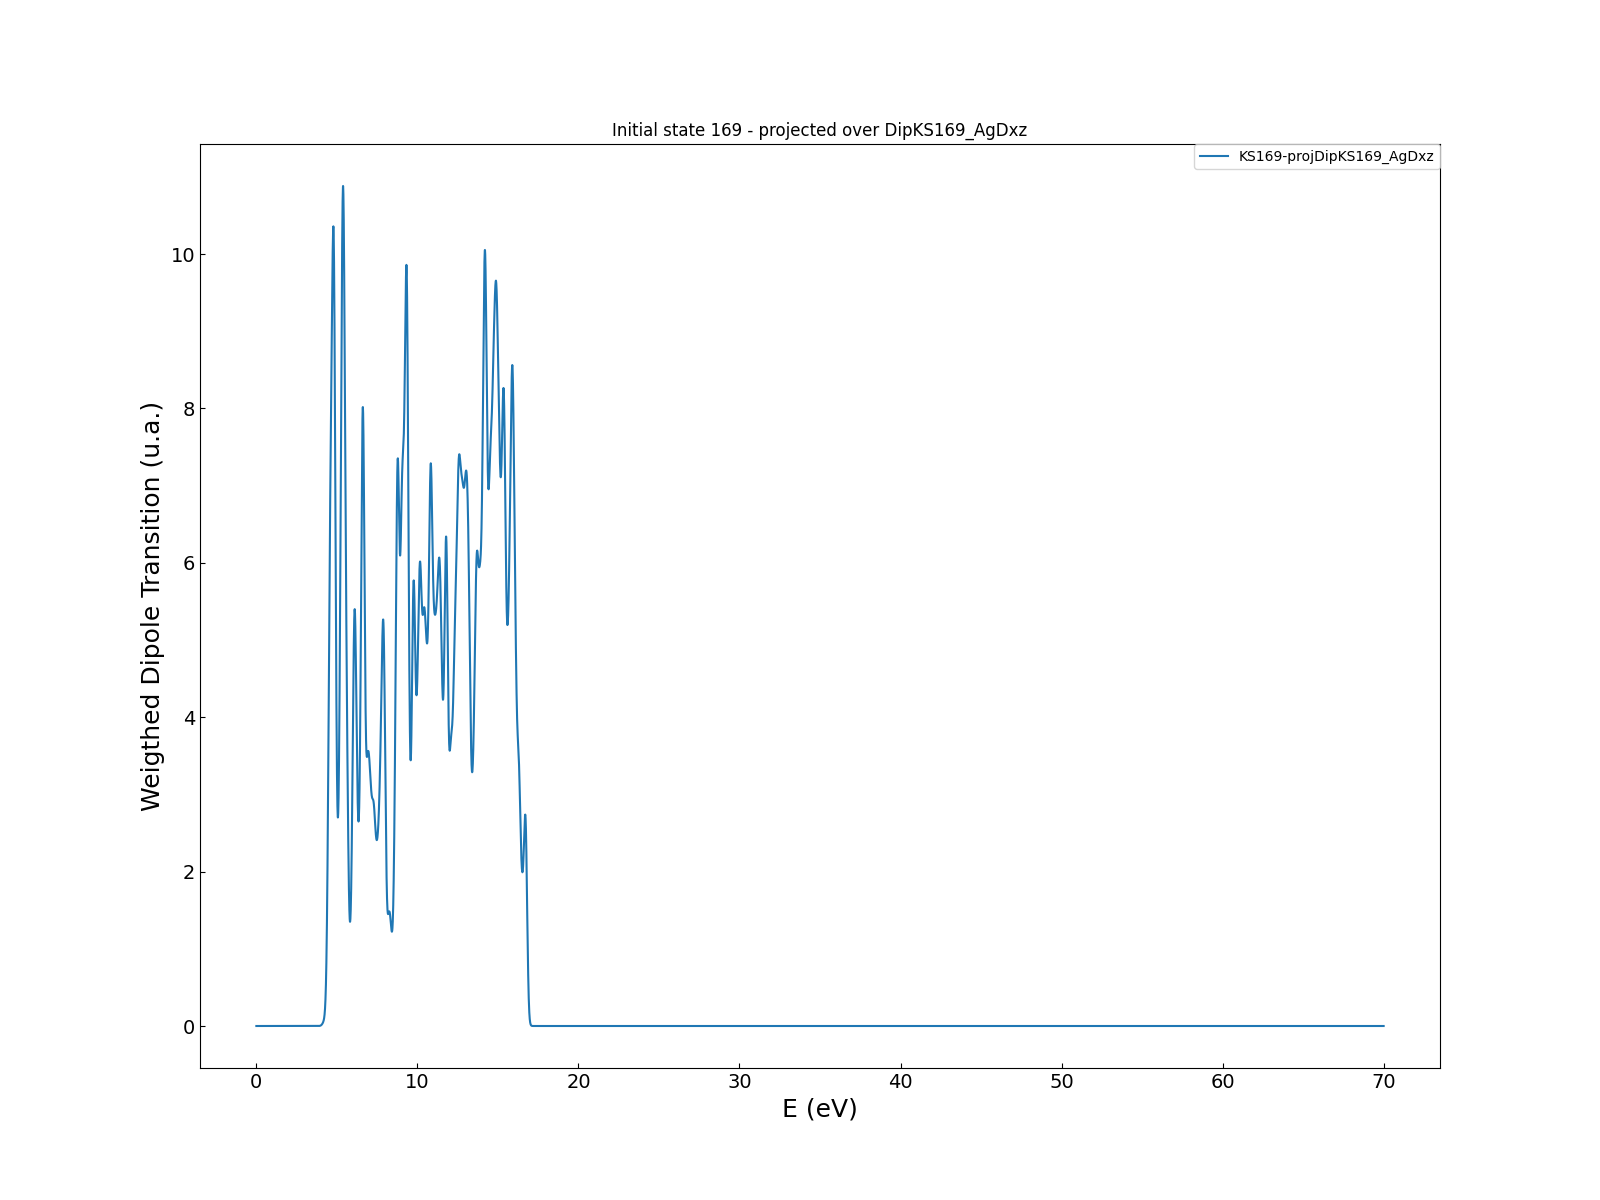 Initial state 169 - projected over DipKS169_AgDxz
KS169-projDipKS169_AgDxz
Weigthed Dipole Transition (u.a.)
10
8
6
4
2
0
0 10 20 30 40 50 60 70
E (eV)